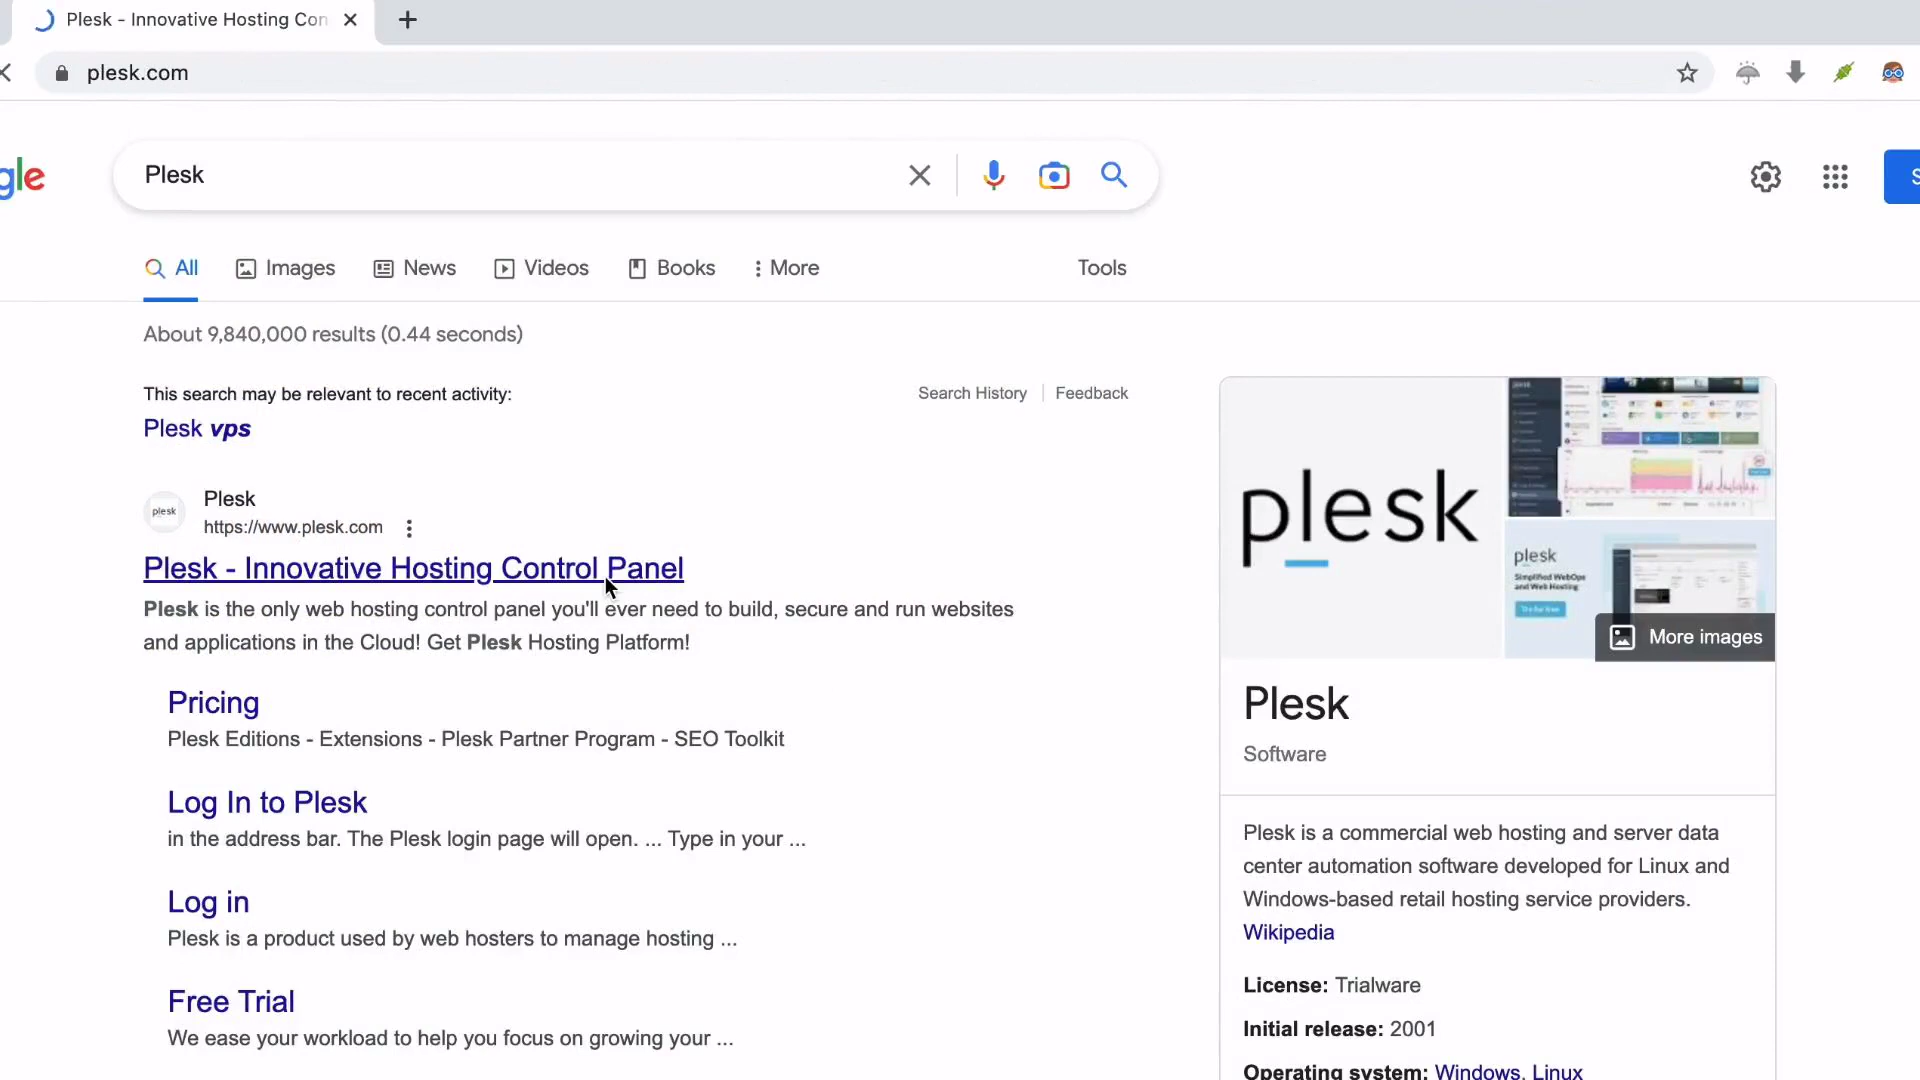 Plesk - Innovative Hosting Con
plesk.com
gle
Plesk
S
All
Images
News
Videos
Books
More
Tools
About 9,840,000 results (0.44 seconds)
This search may be relevant to recent activity:
Search History
Feedback
Plesk vps
plesk
Plesk
https://www.plesk.com
Plesk - Innovative Hosting Control Panel
Plesk is the only web hosting control panel you'll ever need to build, secure and run websites
and applications in the Cloud! Get Plesk Hosting Platform!
Pricing
Plesk Editions - Extensions - Plesk Partner Program - SEO Toolkit
Log In to Plesk
in the address bar. The Plesk login page will open. ... Type in your ...
Log in
Plesk is a product used by web hosters to manage hosting ...
Free Trial
We ease your workload to help you focus on growing your ...
plesk
plesk
Simplified WebOps
and Web Hosting
More images
Plesk
Software
Plesk is a commercial web hosting and server data
center automation software developed for Linux and
Windows-based retail hosting service providers.
Wikipedia
License: Trialware
Initial release: 2001
Operating system: Windows, Linux